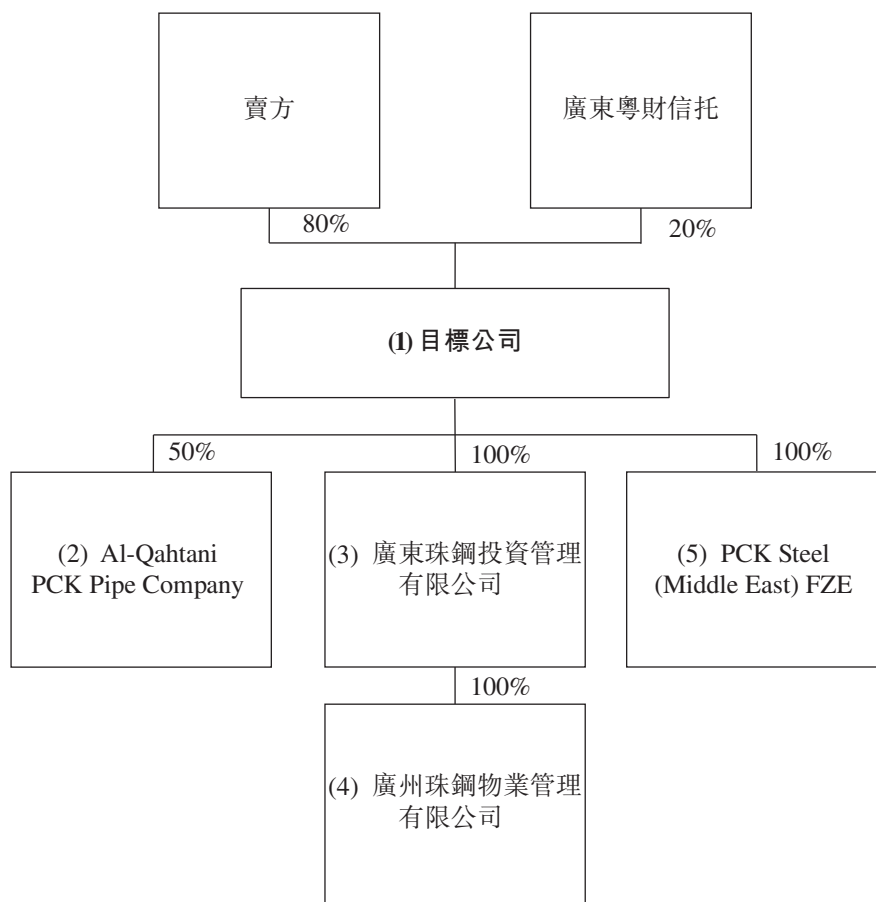 賣方
廣東粵財信托
80%
20%
(1) 目標公司
50%
100%
100%
(2) Al-Qahtani
PCK Pipe Company
(3) 廣東珠鋼投資管理
有限公司
(5) PCK Steel
(Middle East) FZE
100%
(4) 廣州珠鋼物業管理
有限公司